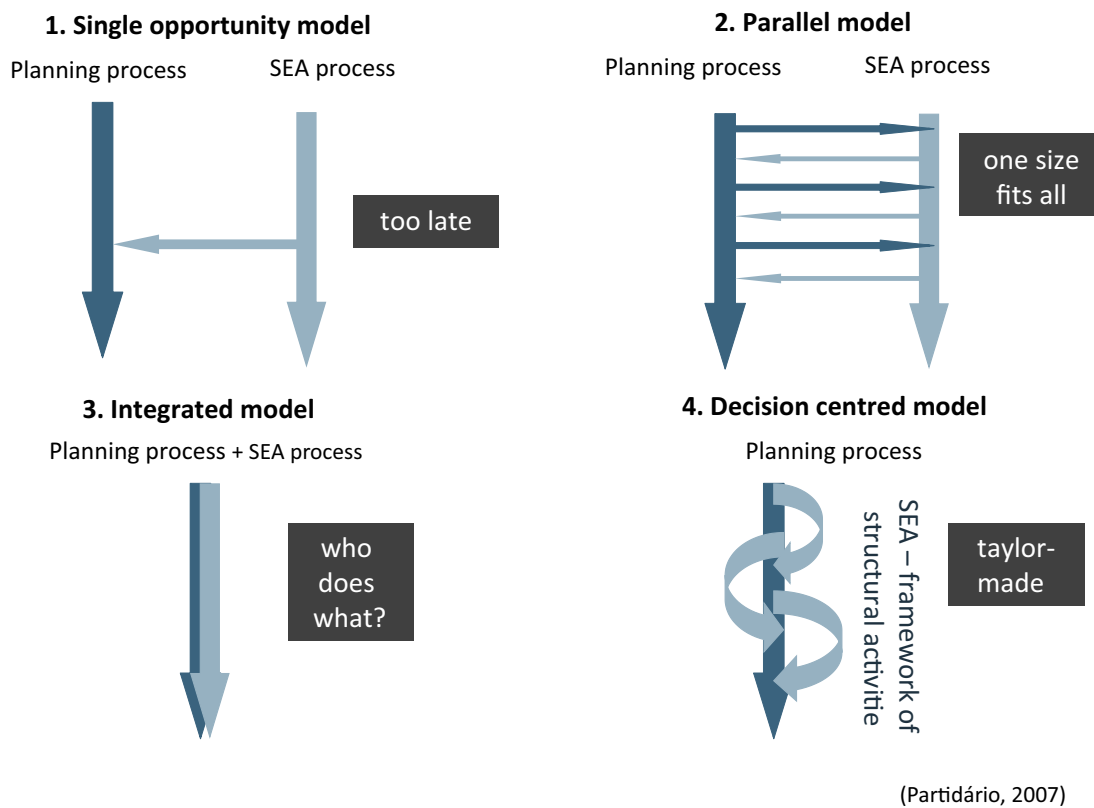 1. Single opportunity model
Planning process
SEA process
too late
2. Parallel model
Planning process
SEA process
one size
fits all
3. Integrated model
Planning process + SEA process
who
does
what?
4. Decision centred model
Planning process
SEA – framework of
structural activitie
taylor-
made
(Partidário, 2007)